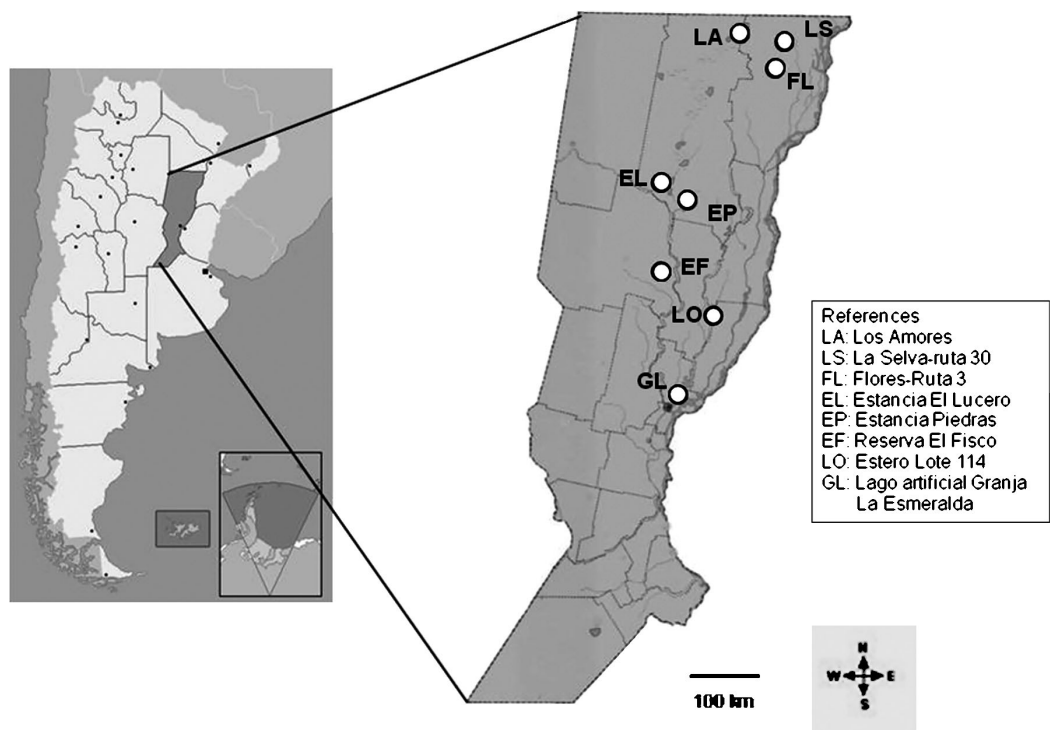 LA
LS
FL
EL
EP
EF
LO
GL
References
LA: Los Amores
LS: La Selva-ruta 30
FL: Flores-Ruta 3
EL: Estancia El Lucero
EP: Estancia Piedras
EF: Reserva El Fisco
LO: Estero Lote 114
GL: Lago artificial Granja
La Esmeralda
N
W E
S
100 km